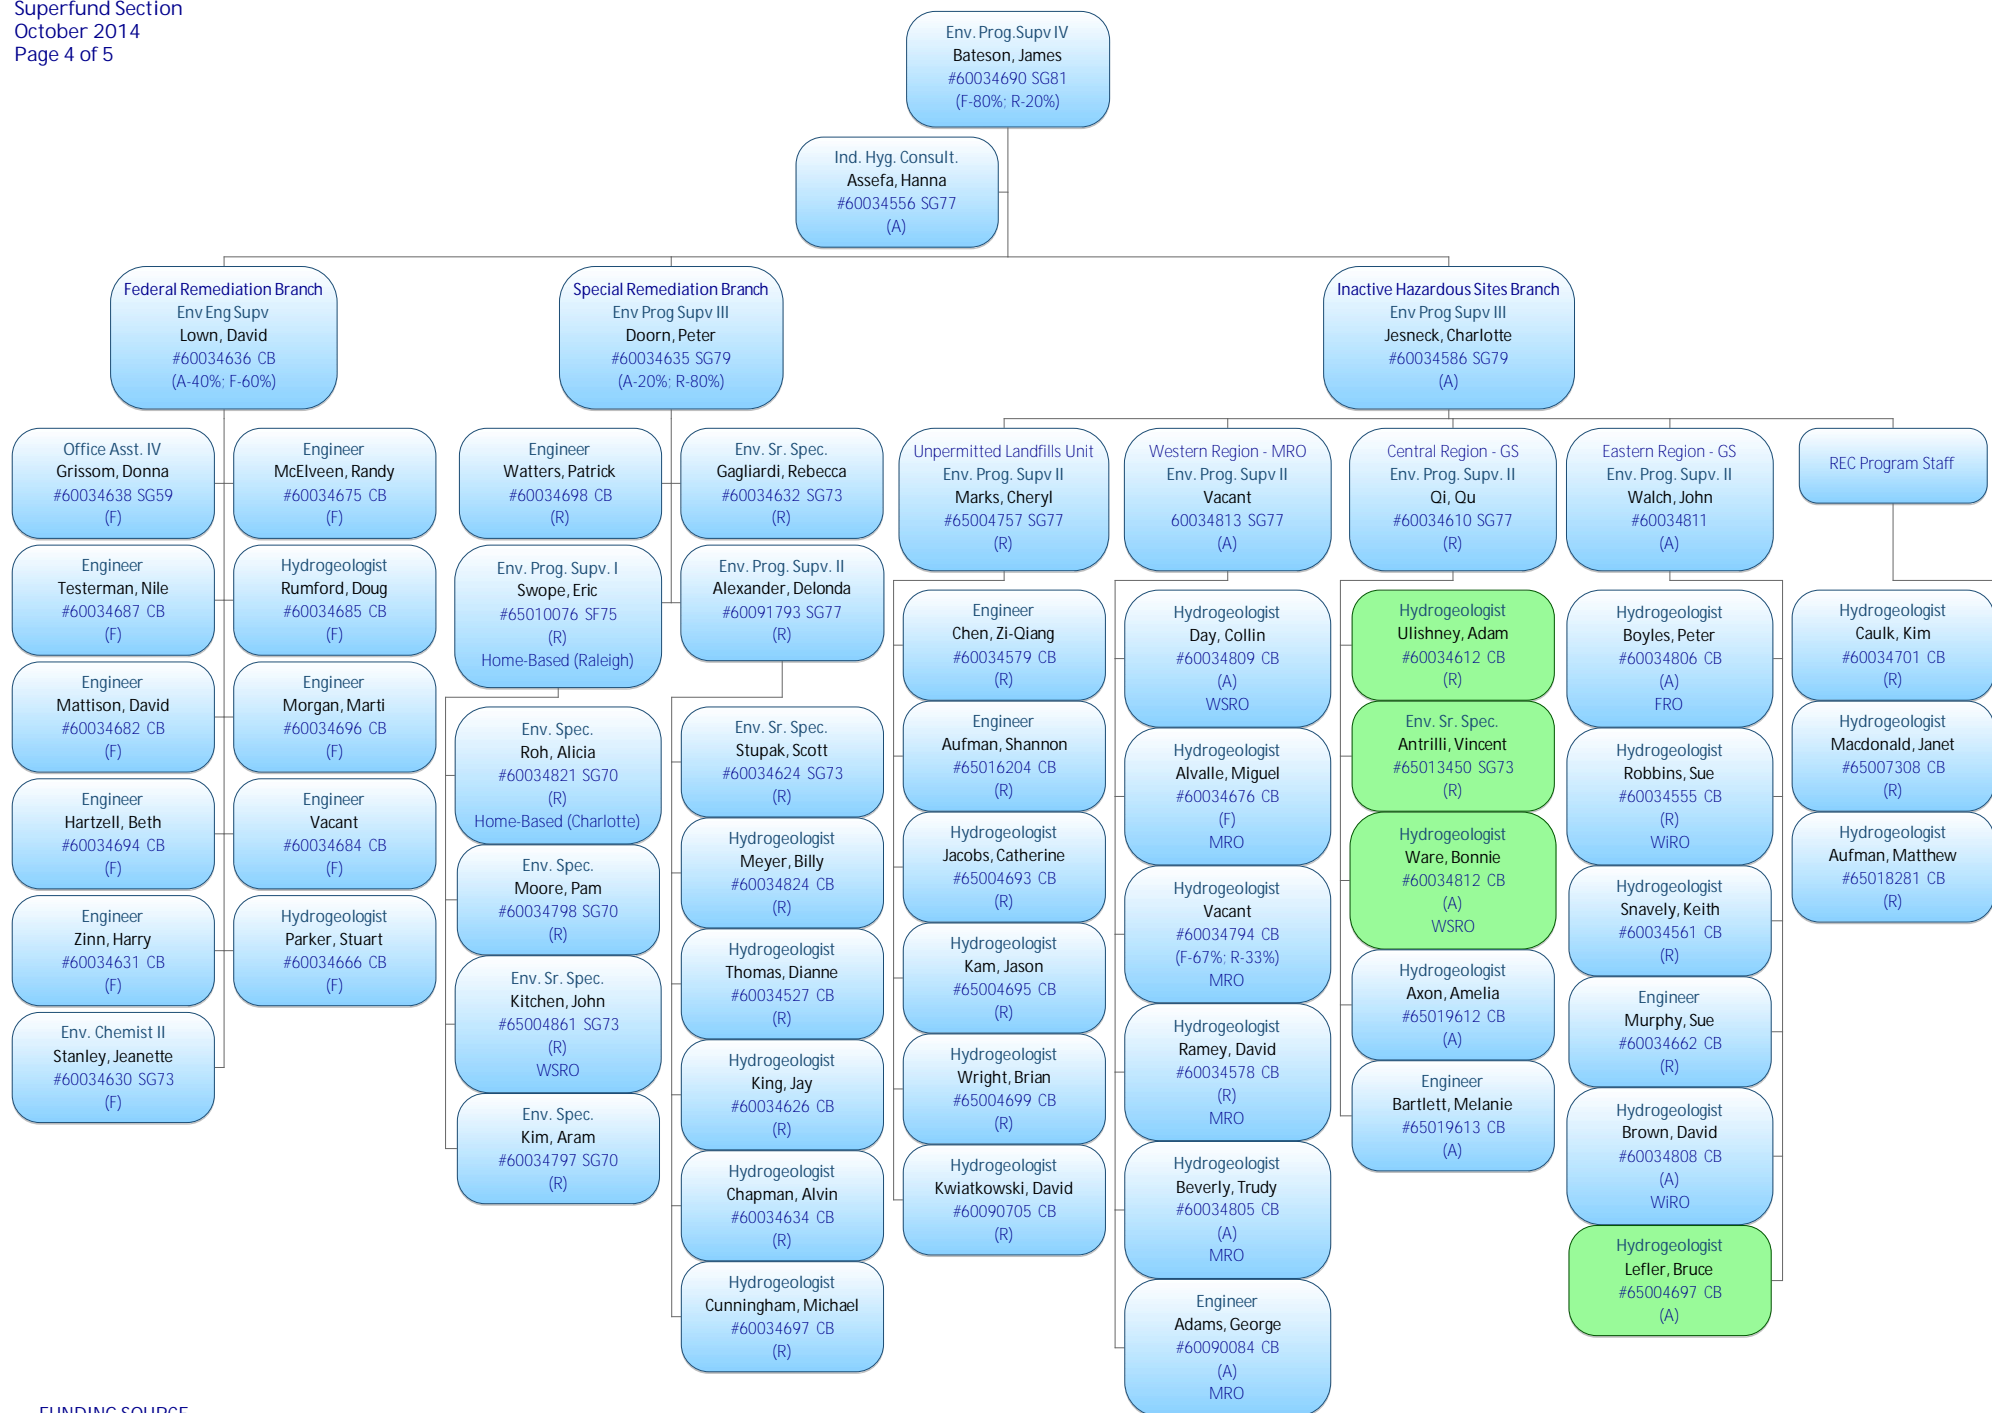 Superfund Section
October 2014
Page 4 of 5
Env. Prog.Supv IV
Bateson, James
#60034690 SG81
(F-80%; R-20%)
Ind. Hyg. Consult.
Assefa, Hanna
#60034556 SG77
(A)
Federal Remediation Branch
Env Eng Supv
Lown, David
#60034636 CB
(A-40%; F-60%)
Special Remediation Branch
Env Prog Supv III
Doorn, Peter
#60034635 SG79
(A-20%; R-80%)
Inactive Hazardous Sites Branch
Env Prog Supv III
Jesneck, Charlotte
#60034586 SG79
(A)
Office Asst. IV
Grissom, Donna
#60034638 SG59
(F)
Engineer
McElveen, Randy
#60034675 CB
(F)
Engineer
Testerman, Nile
#60034687 CB
(F)
Hydrogeologist
Rumford, Doug
#60034685 CB
(F)
Engineer
Mattison, David
#60034682 CB
(F)
Engineer
Morgan, Marti
#60034696 CB
(F)
Engineer
Hartzell, Beth
#60034694 CB
(F)
Engineer
Vacant
#60034684 CB
(F)
Engineer
Zinn, Harry
#60034631 CB
(F)
Hydrogeologist
Parker, Stuart
#60034666 CB
(F)
Env. Chemist II
Stanley, Jeanette
#60034630 SG73
(F)
Engineer
Watters, Patrick
#60034698 CB
(R)
Env. Sr. Spec.
Gagliardi, Rebecca
#60034632 SG73
(R)
Env. Prog. Supv. I
Swope, Eric
#65010076 SF75
(R)
Home-Based (Raleigh)
Env. Prog. Supv. II
Alexander, Delonda
#60091793 SG77
(R)
Env. Spec.
Roh, Alicia
#60034821 SG70
(R)
Home-Based (Charlotte)
Env. Spec.
Moore, Pam
#60034798 SG70
(R)
Env. Sr. Spec.
Kitchen, John
#65004861 SG73
(R)
WSRO
Env. Spec.
Kim, Aram
#60034797 SG70
(R)
Env. Sr. Spec.
Stupak, Scott
#60034624 SG73
(R)
Hydrogeologist
Meyer, Billy
#60034824 CB
(R)
Hydrogeologist
Thomas, Dianne
#60034527 CB
(R)
Hydrogeologist
King, Jay
#60034626 CB
(R)
Hydrogeologist
Chapman, Alvin
#60034634 CB
(R)
Hydrogeologist
Cunningham, Michael
#60034697 CB
(R)
Unpermitted Landfills Unit
Env. Prog. Supv II
Marks, Cheryl
#65004757 SG77
(R)
Engineer
Chen, Zi-Qiang
#60034579 CB
(R)
Engineer
Aufman, Shannon
#65016204 CB
(R)
Hydrogeologist
Jacobs, Catherine
#65004693 CB
(R)
Hydrogeologist
Kam, Jason
#65004695 CB
(R)
Hydrogeologist
Wright, Brian
#65004699 CB
(R)
Hydrogeologist
Kwiatkowski, David
#60090705 CB
(R)
Western Region - MRO
Env. Prog. Supv II
Vacant
60034813 SG77
(A)
Hydrogeologist
Day, Collin
#60034809 CB
(A)
WSRO
Hydrogeologist
Alvalle, Miguel
#60034676 CB
(F)
MRO
Hydrogeologist
Vacant
#60034794 CB
(F-67%; R-33%)
MRO
Hydrogeologist
Ramey, David
#60034578 CB
(R)
MRO
Hydrogeologist
Beverly, Trudy
#60034805 CB
(A)
MRO
Engineer
Adams, George
#60090084 CB
(A)
MRO
Central Region - GS
Env. Prog. Supv. II
Qi, Qu
#60034610 SG77
(R)
Hydrogeologist
Ulishney, Adam
#60034612 CB
(R)
Env. Sr. Spec.
Antrilli, Vincent
#65013450 SG73
(R)
Hydrogeologist
Ware, Bonnie
#60034812 CB
(A)
WSRO
Hydrogeologist
Axon, Amelia
#65019612 CB
(A)
Engineer
Bartlett, Melanie
#65019613 CB
(A)
Eastern Region - GS
Env. Prog. Supv. II
Walch, John
#60034811
(A)
Hydrogeologist
Boyles, Peter
#60034806 CB
(A)
FRO
Hydrogeologist
Robbins, Sue
#60034555 CB
(R)
WiRO
Hydrogeologist
Snavely, Keith
#60034561 CB
(R)
Engineer
Murphy, Sue
#60034662 CB
(R)
Hydrogeologist
Brown, David
#60034808 CB
(A)
WiRO
Hydrogeologist
Lefler, Bruce
#65004697 CB
(A)
REC Program Staff
Hydrogeologist
Caulk, Kim
#60034701 CB
(R)
Hydrogeologist
Macdonald, Janet
#65007308 CB
(R)
Hydrogeologist
Aufman, Matthew
#65018281 CB
(R)
FUNDING SOURCE